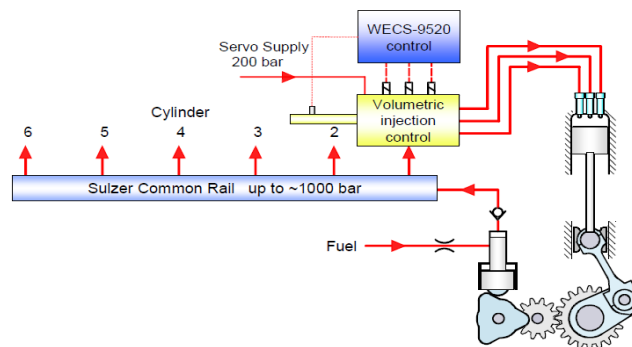 WECS-9520
control
Servo Supply
200 bar
Volumetric
injection
control
Cylinder
6 5 4 3 2
Sulzer Common Rail up to ~1000 bar
Fuel